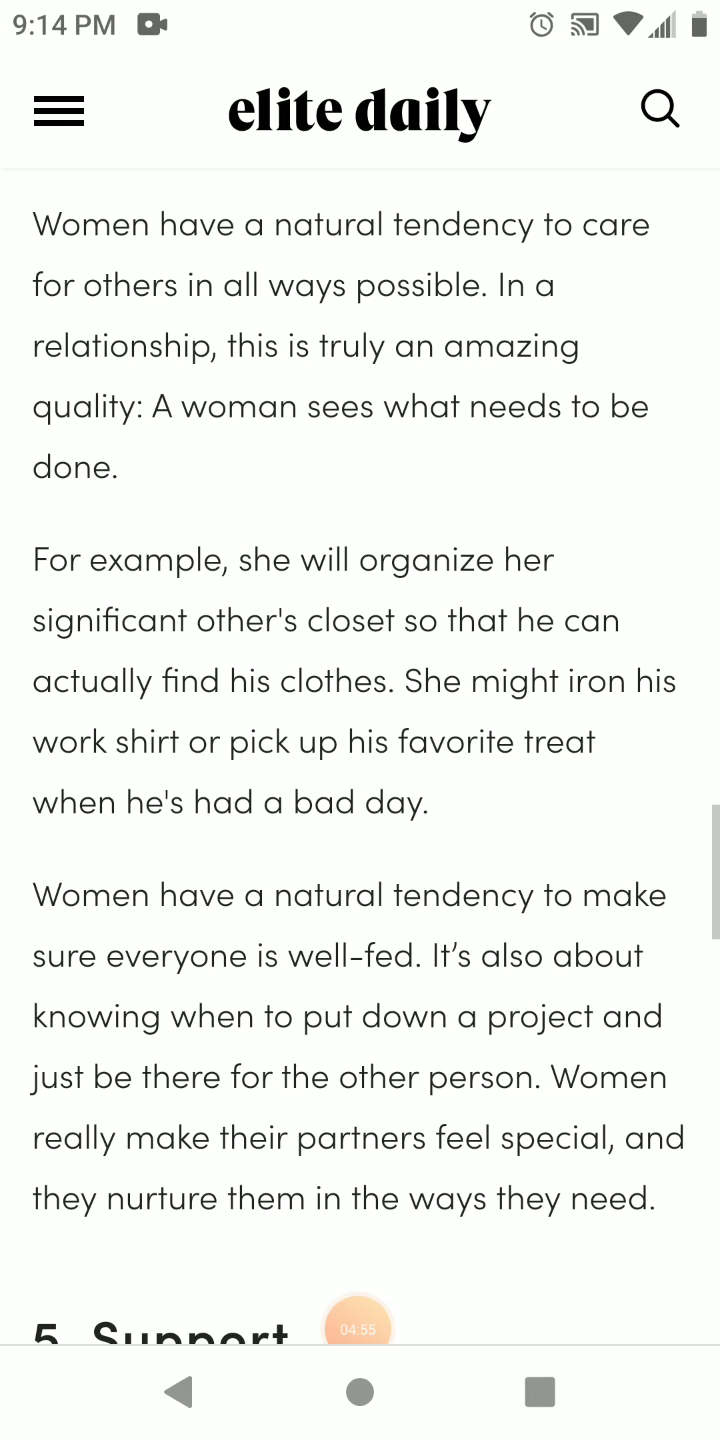 9:14 PM
elite daily
Women have a natural tendency to care
for others in all ways possible. In a
relationship, this is truly an amazing
quality: A woman sees what needs to be
done.
For example, she will organize her
significant other's closet so that he can
actually find his clothes. She might iron his
work shirt or pick up his favorite treat
when he's had a bad day.
Women have a natural tendency to make
sure everyone is well-fed. It’s also about
knowing when to put down a project and
just be there for the other person. Women
really make their partners feel special, and
they nurture them in the ways they need.
5. Support
04:55